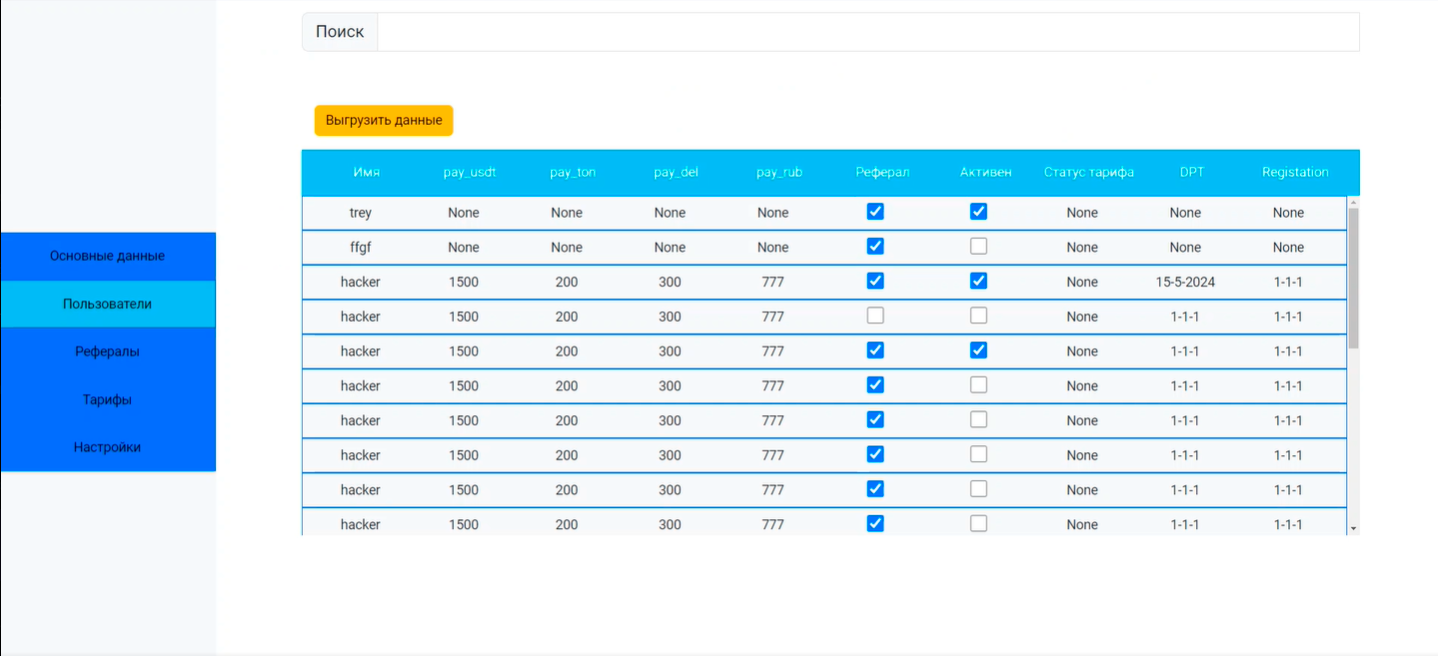 Поиск
Выгрузить данные
Имя pay_usdt pay_ton pay_del pay_rub Реферал Активен Статус тарифа DPT Registation
trey None None None None None None None
ffgf None None None None None None None
Основные данные
hacker 1500 200 300 777 None 15-5-2024 1-1-1
Пользователи
hacker 1500 200 300 777 None 1-1-1 1-1-1
Рефералы
hacker 1500 200 300 777 None 1-1-1 1-1-1
hacker 1500 200 300 777 None 1-1-1 1-1-1
Тарифы
hacker 1500 200 300 777 None 1-1-1 1-1-1
Настройки
hacker 1500 200 300 777 None 1-1-1 1-1-1
hacker 1500 200 300 777 None 1-1-1 1-1-1
hacker 1500 200 300 777 None 1-1-1 1-1-1